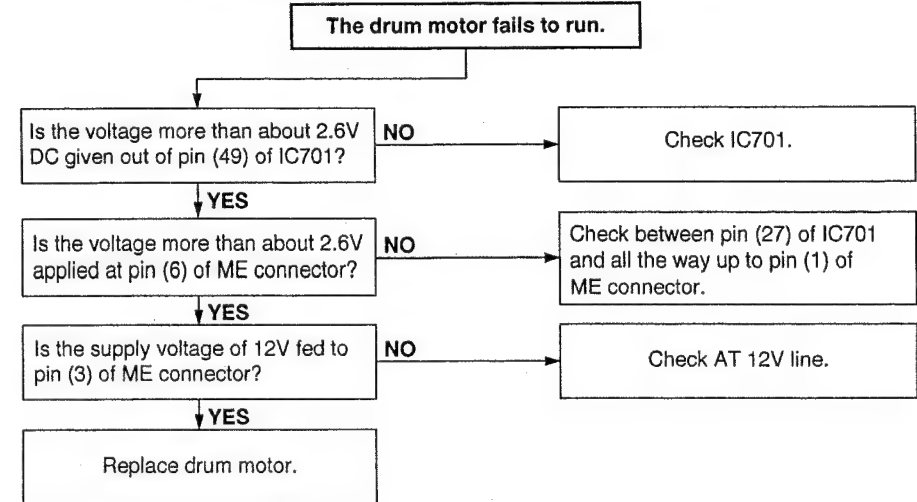 The drum motor fails to run.
Is the voltage more than about 2.6V
DC given out of pin (49) of IC701?
NO
Check IC701.
YES
Is the voltage more than about 2.6V
applied at pin (6) of ME connector?
NO
Check between pin (27) of IC701
and all the way up to pin (1) of
ME connector.
YES
Is the supply voltage of 12V fed to
pin (3) of ME connector?
NO
Check AT 12V line.
YES
Replace drum motor.